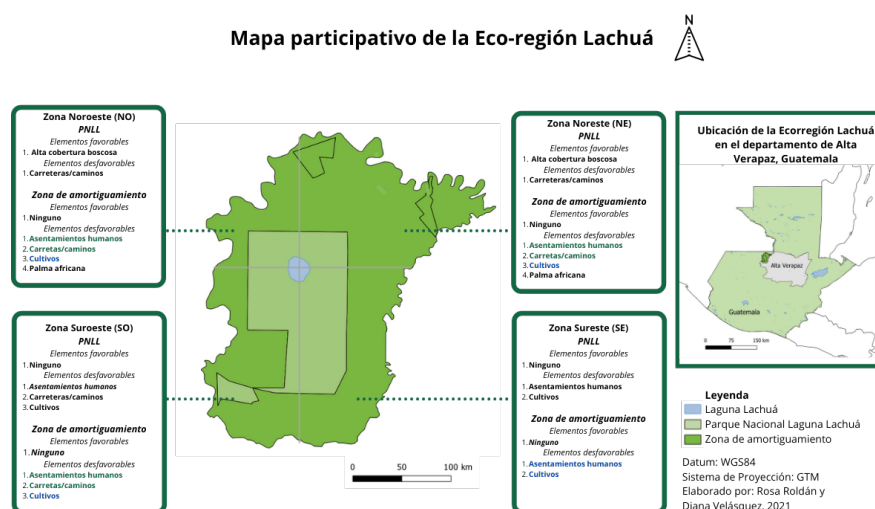 Mapa participativo de la Eco-región Lachuá
N
Zona Noroeste (NO)
PNLL
Elementos favorables
1. Alta cobertura boscosa
Elementos desfavorables
1. Carreteras/caminos
Zona de amortiguamiento
Elementos favorables
1. Ninguno
Elementos desfavorables
1. Asentamientos humanos
2. Carretas/caminos
3. Cultivos
4. Palma africana
Zona Noreste (NE)
PNLL
Elementos favorables
1. Alta cobertura boscosa
Elementos desfavorables
1. Carreteras/caminos
Zona de amortiguamiento
Elementos favorables
1. Ninguno
Elementos desfavorables
1. Asentamientos humanos
2. Carretas/caminos
3. Cultivos
4. Palma africana
Ubicación de la Ecorregión Lachuá
en el departamento de Alta
Verapaz, Guatemala
Alta Verapaz
Guatemala
0 75 150 km
Zona Suroeste (SO)
PNLL
Elementos favorables
1. Ninguno
Elementos desfavorables
1. Asentamientos humanos
2. Carreteras/caminos
3. Cultivos
Zona de amortiguamiento
Elementos favorables
1. Ninguno
Elementos desfavorables
1. Asentamientos humanos
2. Carretas/caminos
3. Cultivos
Zona Sureste (SE)
PNLL
Elementos favorables
1. Ninguno
Elementos desfavorables
1. Asentamientos humanos
2. Cultivos
Zona de amortiguamiento
Elementos favorables
1. Ninguno
Elementos desfavorables
1. Asentamientos humanos
2. Cultivos
0 50 100 km
Leyenda
Laguna Lachuá
Parque Nacional Laguna Lachuá
Zona de amortiguamiento
Datum: WGS84
Sistema de Proyección: GTM
Elaborado por: Rosa Roldán y
Diana Velásquez, 2021